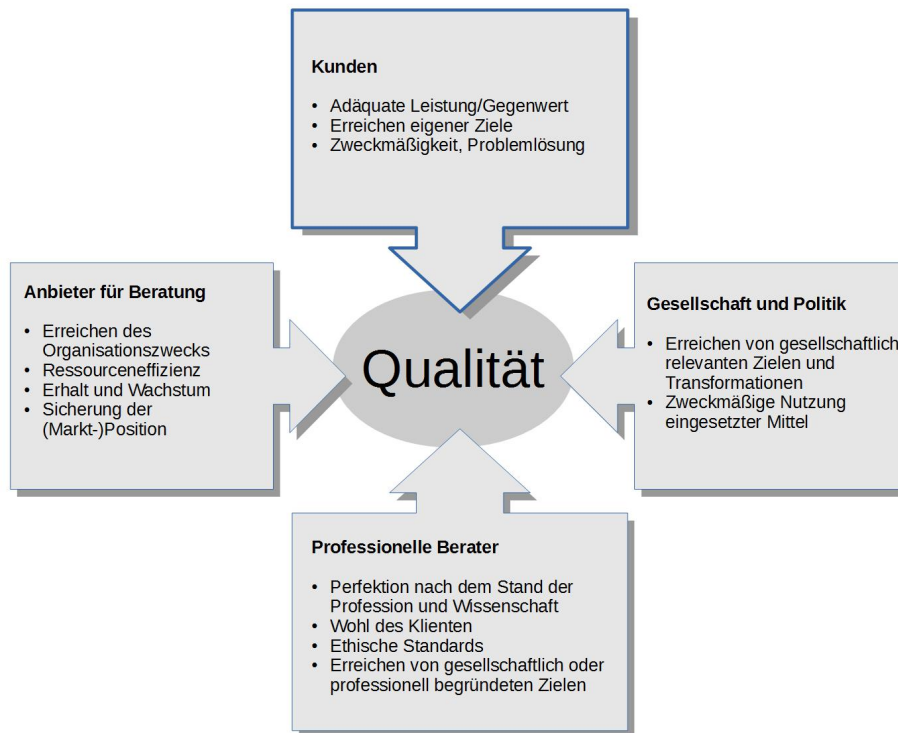 Kunden
• Adäquate Leistung/Gegenwert
• Erreichen eigener Ziele
• Zweckmäßigkeit, Problemlösung
Anbieter für Beratung
• Erreichen des
Organisationszwecks
• Ressourceneffizienz
• Erhalt und Wachstum
• Sicherung der
(Markt-)Position
Qualität
Gesellschaft und Politik
• Erreichen von gesellschaftlich
relevanten Zielen und
Transformationen
• Zweckmäßige Nutzung
eingesetzter Mittel
Professionelle Berater
• Perfektion nach dem Stand der
Profession und Wissenschaft
• Wohl des Klienten
• Ethische Standards
• Erreichen von gesellschaftlich oder
professionell begründeten Zielen